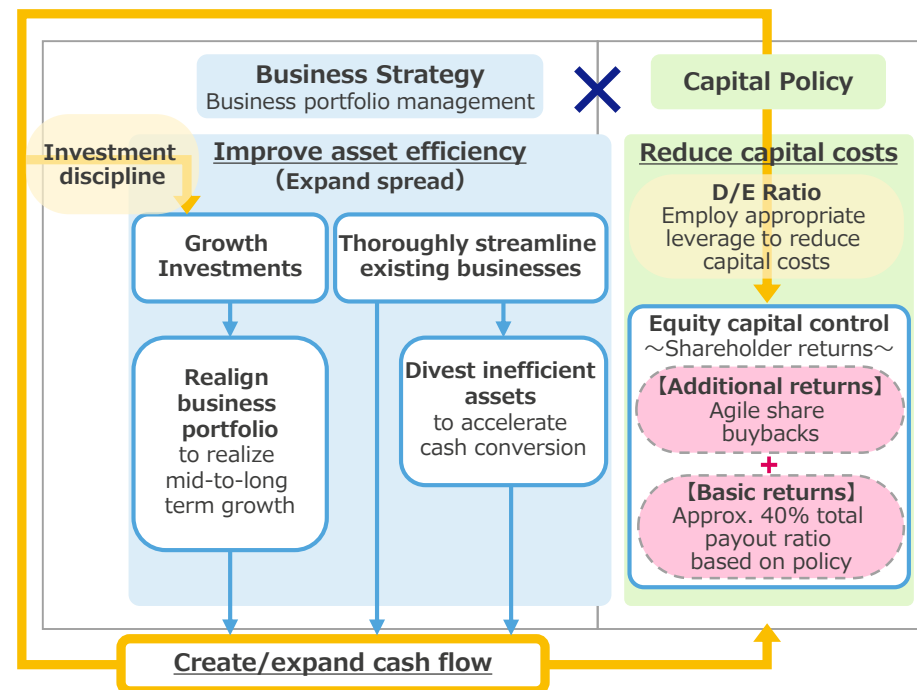 Business Strategy
Business portfolio management
Capital Policy
Investment
discipline
Improve asset efficiency
(Expand spread)
Growth
Investments
Thoroughly streamline
existing businesses
Realign
business
portfolio
to realize
mid-to-long
term growth
Divest inefficient
assets
to accelerate
cash conversion
Reduce capital costs
D/E Ratio
Employ appropriate
leverage to reduce
capital costs
Equity capital control
～Shareholder returns～
【Additional returns】
Agile share
buybacks
+
【Basic returns】
Approx. 40% total
payout ratio
based on policy
Create/expand cash flow